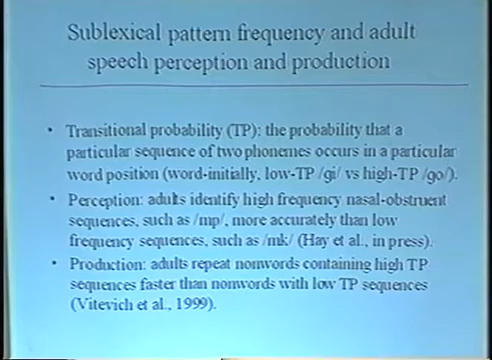 Sublexical pattern frequency and adult
speech perception and production
• Transitional probability (TP): the probability that a
particular sequence of two phonemes occurs in a particular
word position (word-initially, low-TP /gi/ vs high-TP /go/).
• Perception: adults identify high frequency nasal-obstruent
sequences, such as /mp/, more accurately than low
frequency sequences, such as /mk/ (Hay et al., in press).
• Production: adults repeat nonwords containing high TP
sequences faster than nonwords with low TP sequences
(Vitevich et al., 1999).